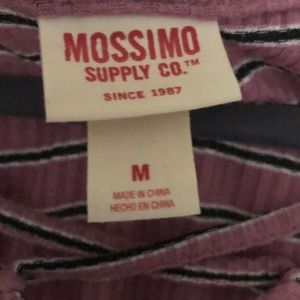 MOSSIMO
SUPPLY CO.™
SINCE 1987
M
MADE IN CHINA
HECHO EN CHINA